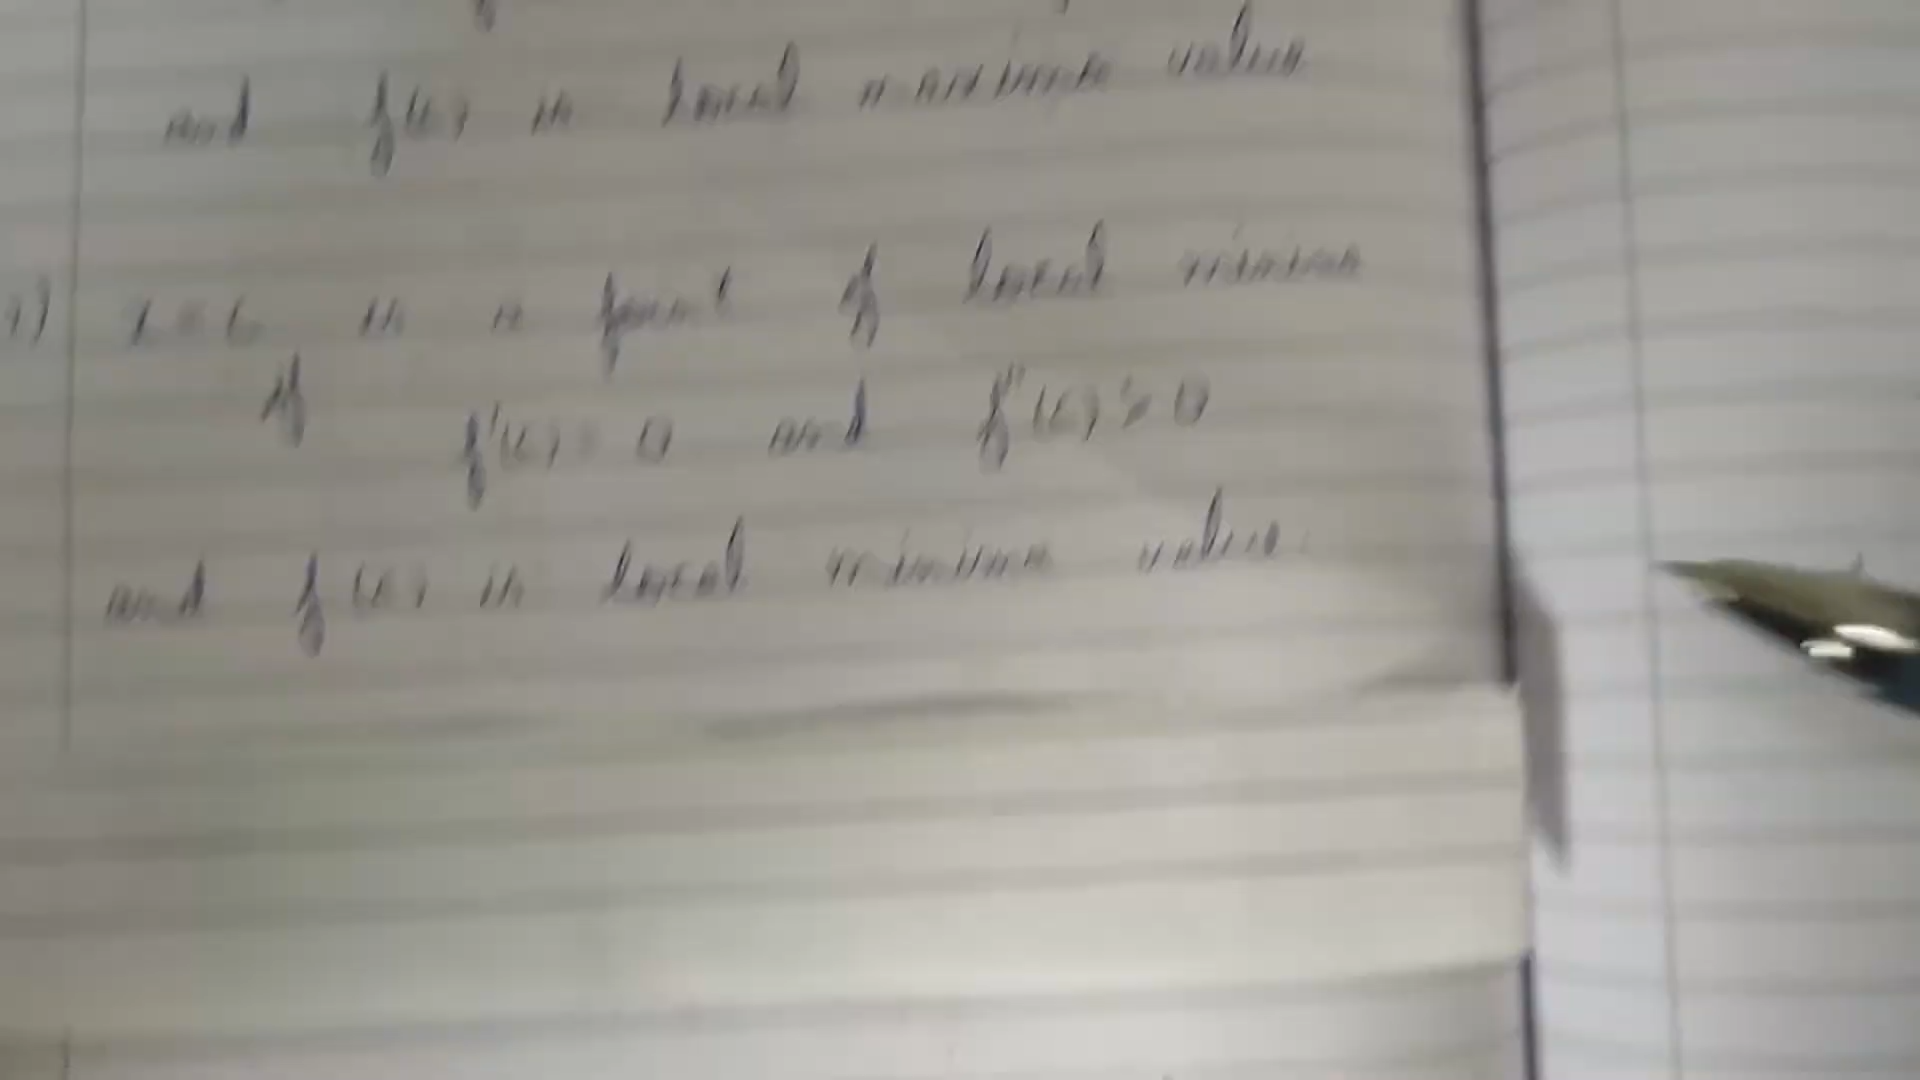 and f(c) is local maximum value
x = c is a point of local minima
if f'(c) = 0 and f''(c) > 0
and f(c) is local minimum value.